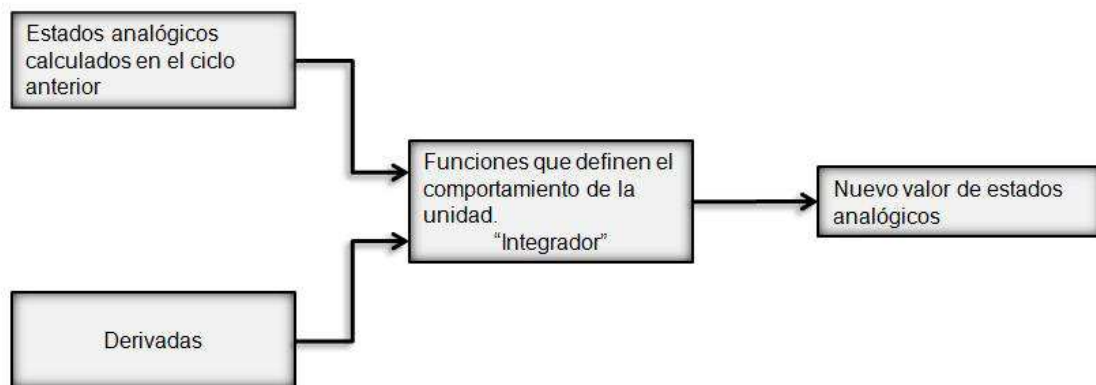 Estados analógicos
calculados en el ciclo
anterior
Funciones que definen el
comportamiento de la
unidad.
“Integrador”
Nuevo valor de estados
analógicos
Derivadas